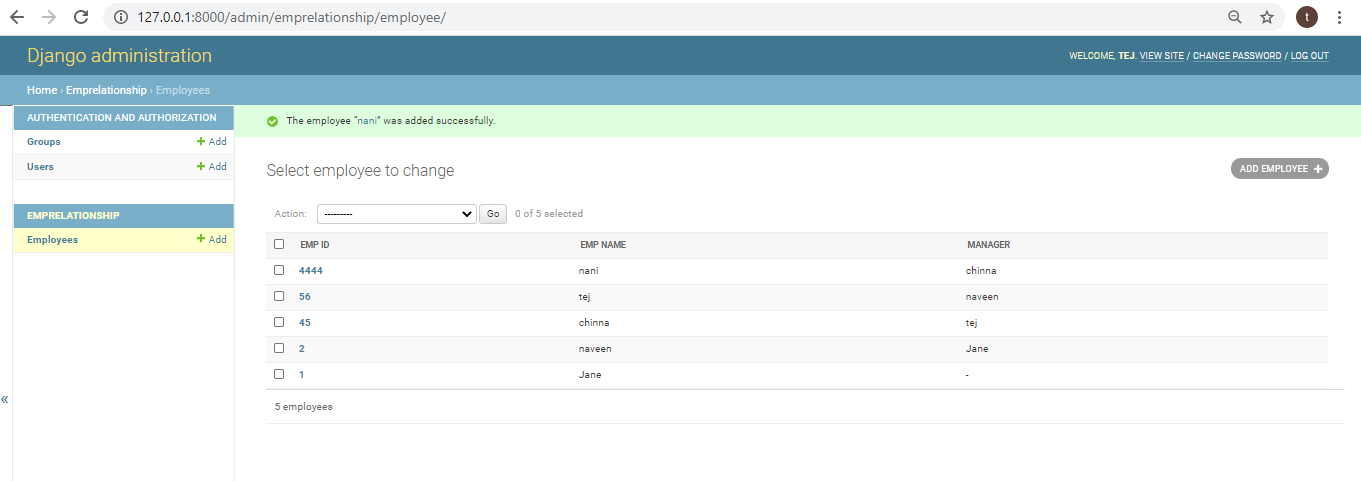 127.0.0.1:8000/admin/emprelationship/employee/
t
Django administration
WELCOME, TEJ. VIEW SITE / CHANGE PASSWORD / LOG OUT
Home › Emprelationship › Employees
AUTHENTICATION AND AUTHORIZATION
Groups + Add
Users + Add
EMPRELATIONSHIP
Employees + Add
«
The employee “nani” was added successfully.
Select employee to change
ADD EMPLOYEE +
Action: --------- Go 0 of 5 selected
EMP ID EMP NAME MANAGER
4444 nani chinna
56 tej naveen
45 chinna tej
2 naveen Jane
1 Jane -
5 employees